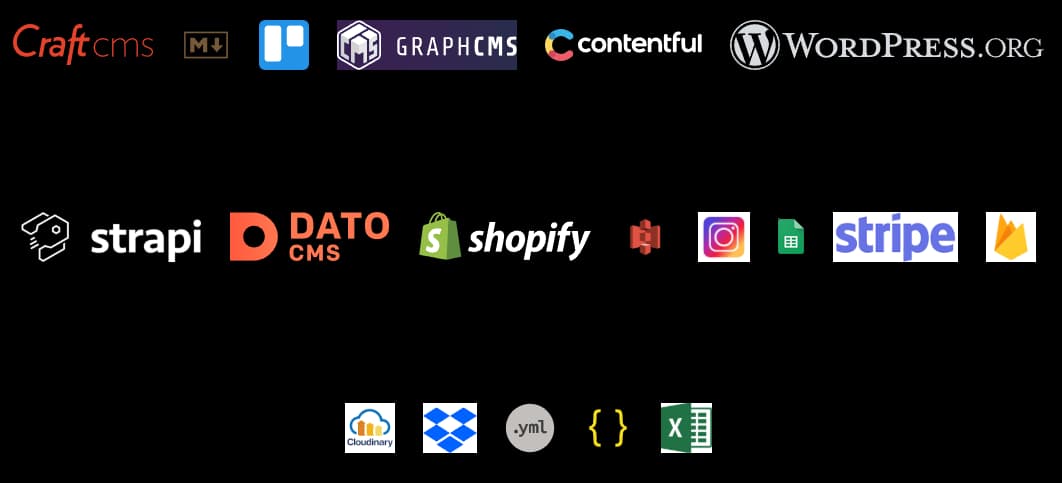 Craft cms M GRAPHCMS contentful WORDPRESS.ORG
strapi DATO CMS S shopify stripe
Cloudinary .yml { } X